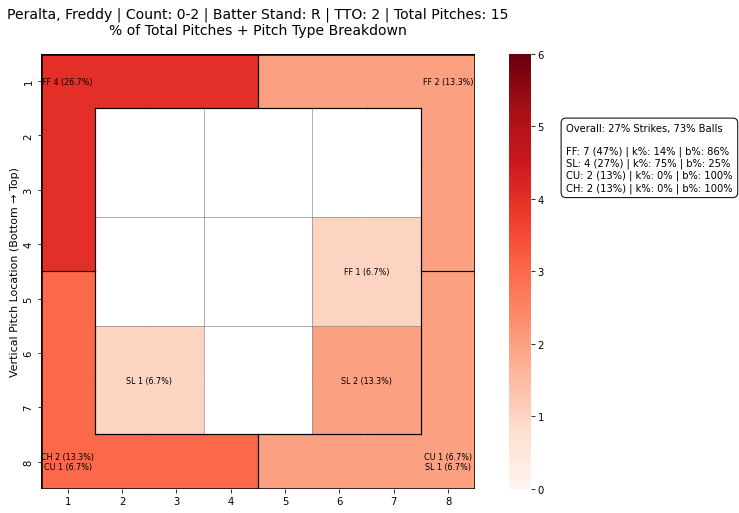 Peralta, Freddy | Count: 0-2 | Batter Stand: R | TTO: 2 | Total Pitches: 15
% of Total Pitches + Pitch Type Breakdown
FF 4 (26.7%)
FF 2 (13.3%)
FF 1 (6.7%)
SL 1 (6.7%)
SL 2 (13.3%)
CH 2 (13.3%)
CU 1 (6.7%)
CU 1 (6.7%)
SL 1 (6.7%)
Vertical Pitch Location (Bottom → Top)
1
2
3
4
5
6
7
8
1
2
3
4
5
6
7
8
6
5
4
3
2
1
0
Overall: 27% Strikes, 73% Balls
FF: 7 (47%) | k%: 14% | b%: 86%
SL: 4 (27%) | k%: 75% | b%: 25%
CU: 2 (13%) | k%: 0% | b%: 100%
CH: 2 (13%) | k%: 0% | b%: 100%